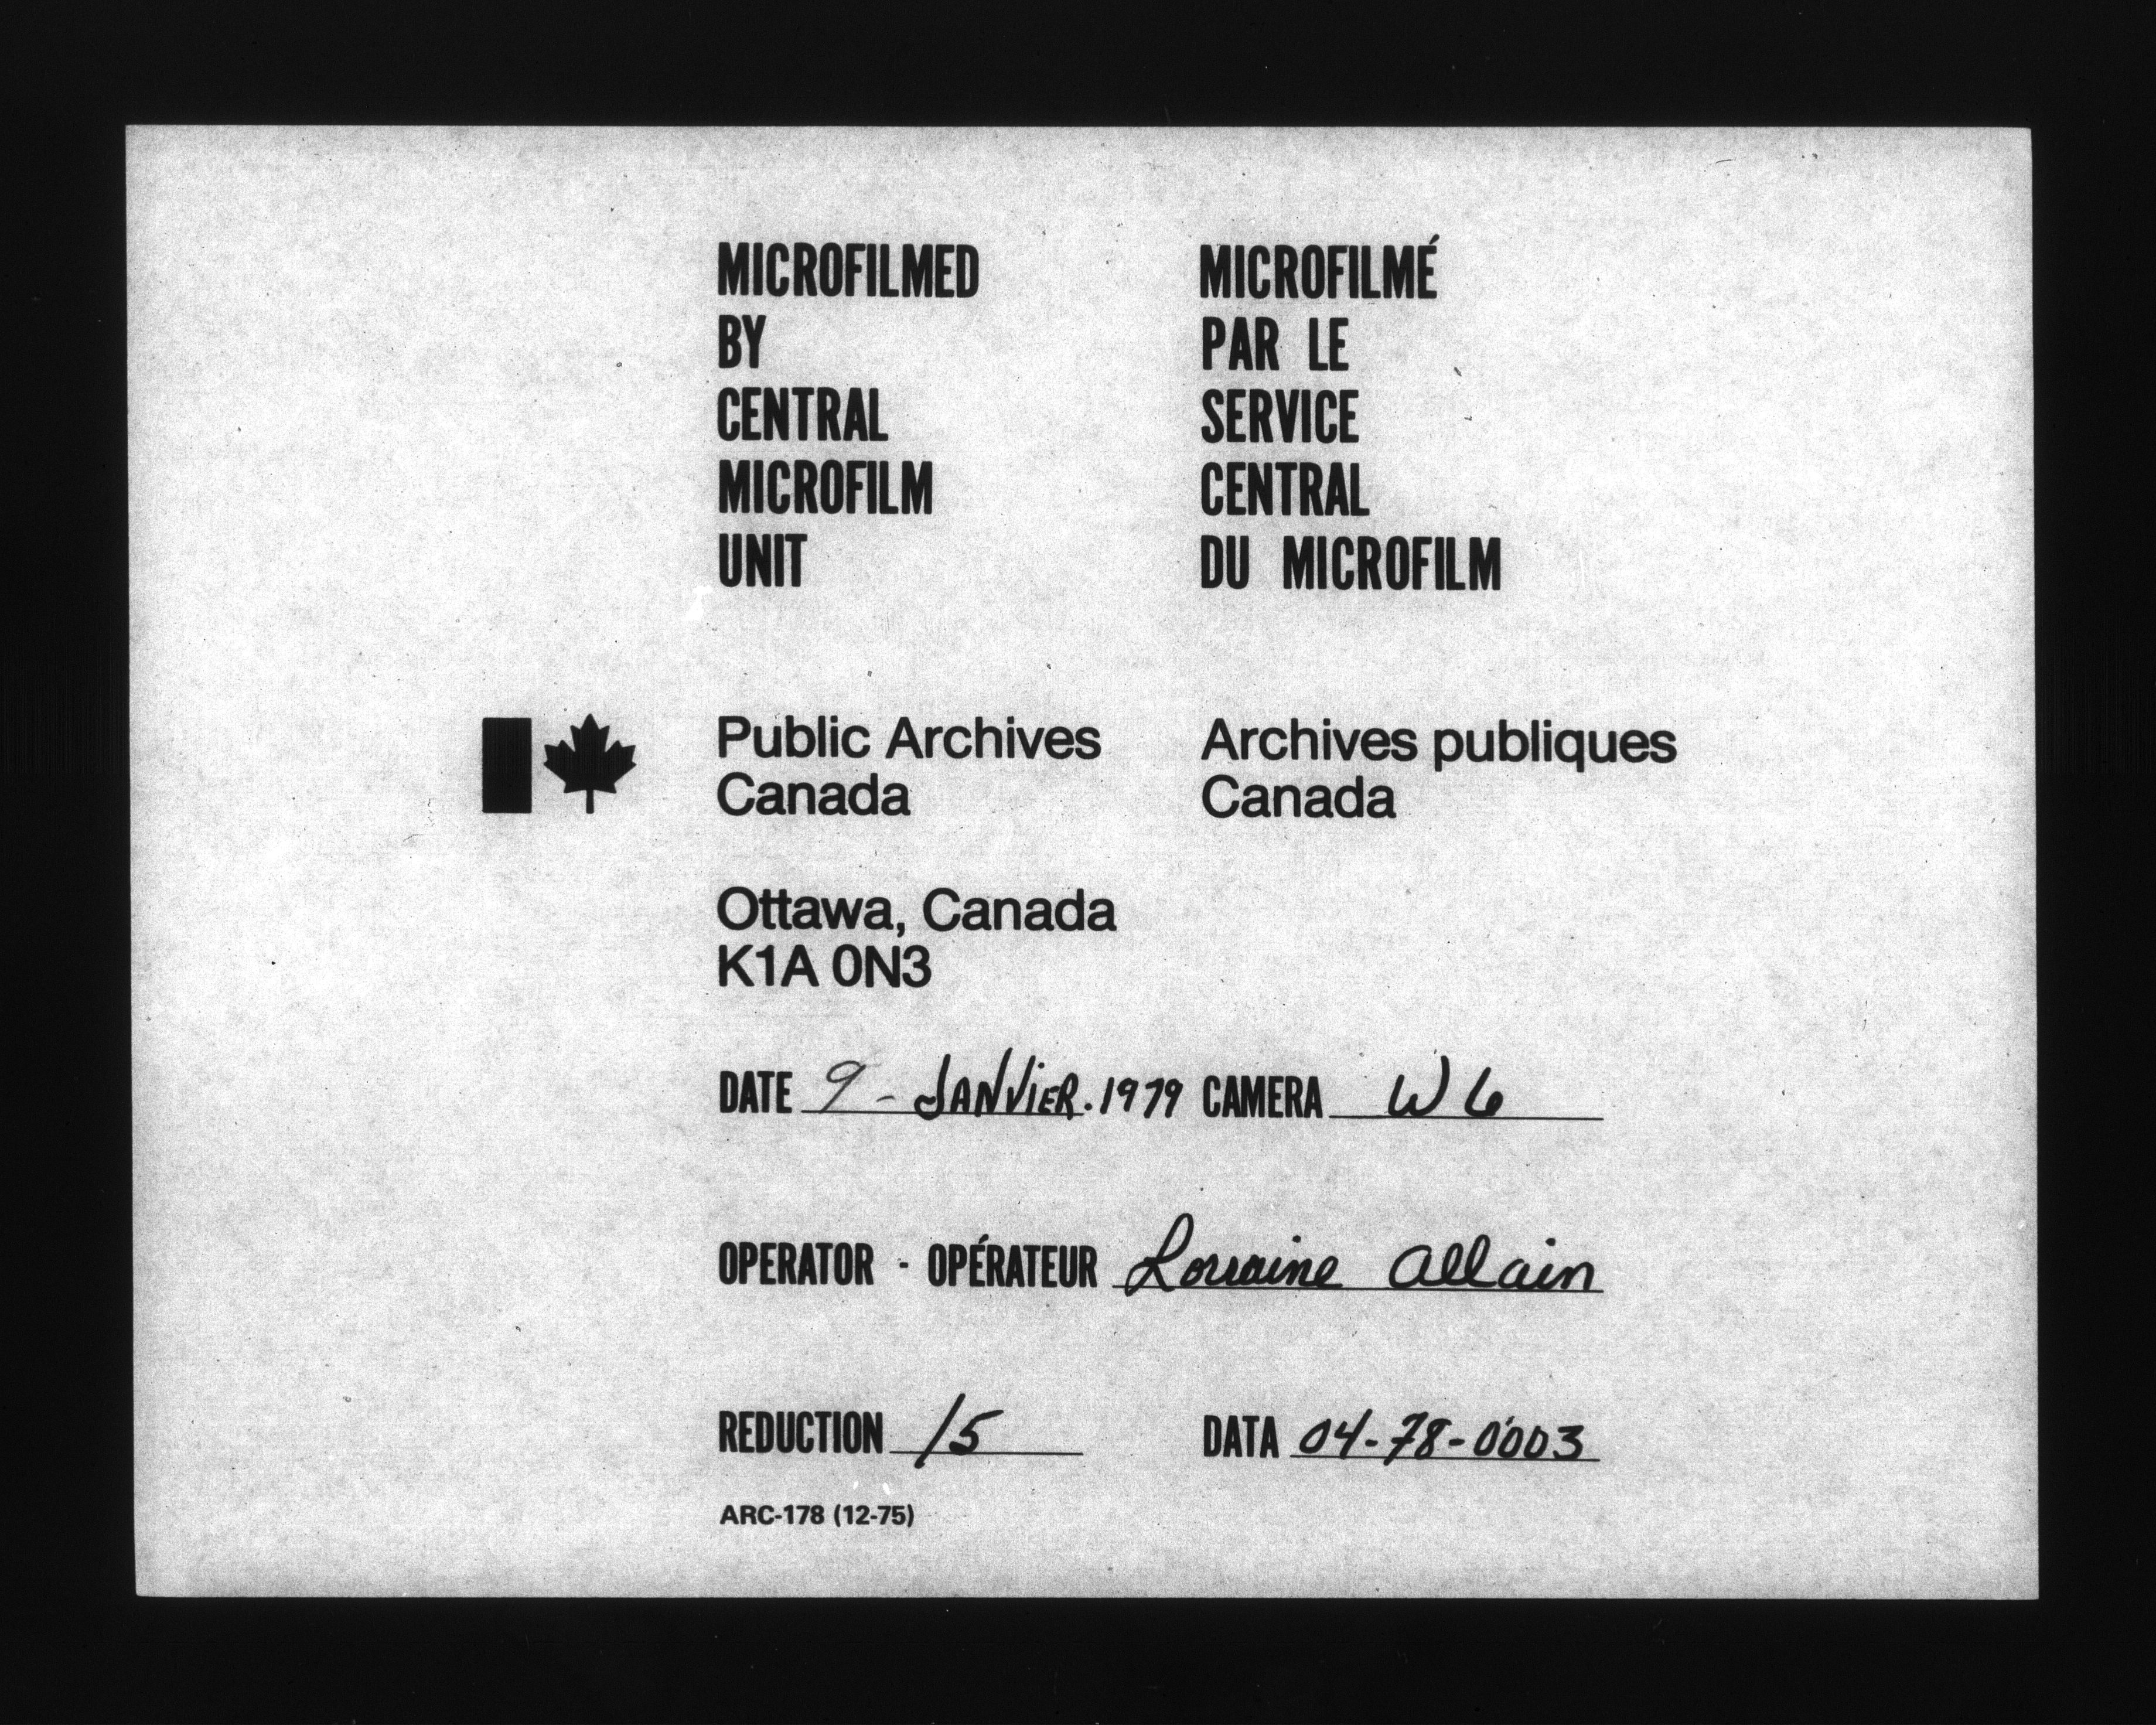 MICROFILMED
BY
CENTRAL
MICROFILM
UNIT
MICROFILMÉ
PAR LE
SERVICE
CENTRAL
DU MICROFILM
Public Archives
Canada
Archives publiques
Canada
Ottawa, Canada
K1A 0N3
DATE 9 - JANVIER. 1979 CAMERA W6
OPERATOR - OPÉRATEUR Lorraine Allain
REDUCTION 15 DATA 04-78-0003
ARC-178 (12-75)